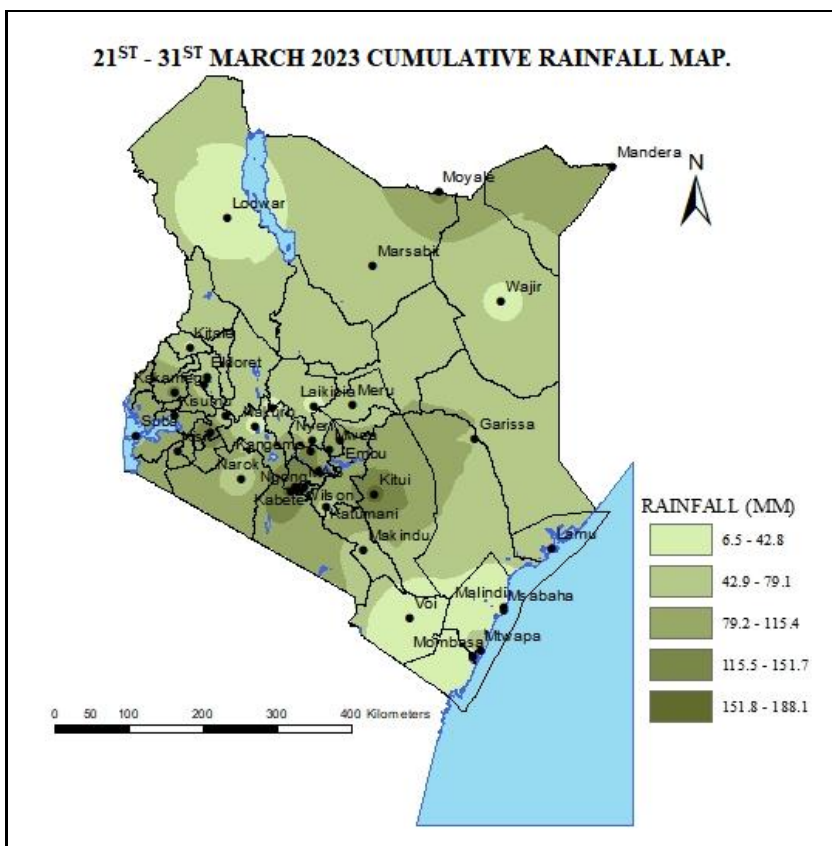 21ST - 31ST MARCH 2023 CUMULATIVE RAINFALL MAP.
Mandera
N
Moyale
Lodwar
Marsabit
Wajir
Kitale
Eldoret
Kakamega
Laikipia
Meru
Kisumu
Nakuru
Suba
Nyeri
Garissa
Embu
Narok
Kitui
Kabete
Wilson
Katumani
RAINFALL (MM)
Makindu
Lamu
6.5 - 42.8
42.9 - 79.1
Malindi
Msabaha
Voi
79.2 - 115.4
Mombasa
Mtwapa
115.5 - 151.7
151.8 - 188.1
0 50 100 200 300 400 Kilometers